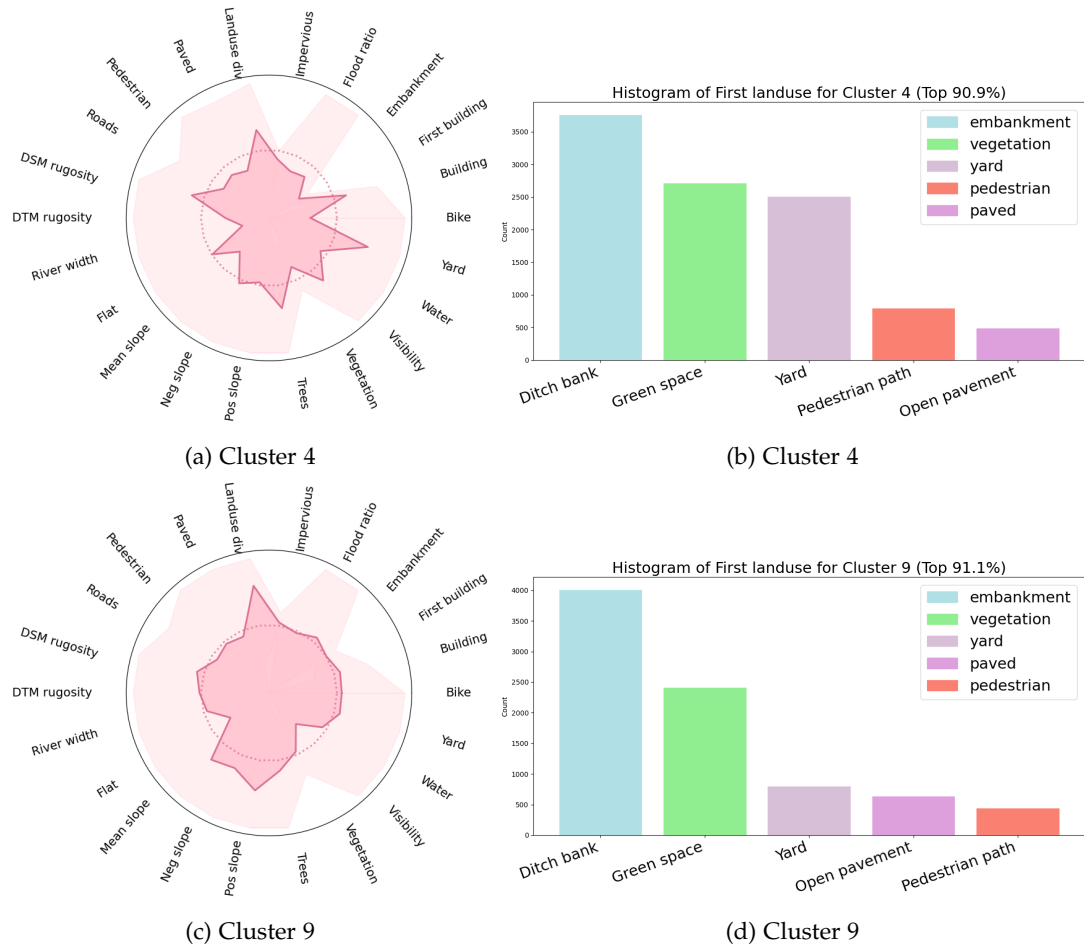 Landuse div
Impervious
Paved
Flood ratio
Pedestrian
Embankment
Roads
First building
DSM rugosity
Building
DTM rugosity
Bike
River width
Yard
Flat
Water
Mean slope
Visibility
Neg slope
Vegetation
Pos slope
Trees
(a) Cluster 4
Histogram of First landuse for Cluster 4 (Top 90.9%)
embankment
vegetation
yard
pedestrian
paved
Count
3500
3000
2500
2000
1500
1000
500
0
Ditch bank
Green space
Yard
Pedestrian path
Open pavement
(b) Cluster 4
Landuse div
Impervious
Paved
Flood ratio
Pedestrian
Embankment
Roads
First building
DSM rugosity
Building
DTM rugosity
Bike
River width
Yard
Flat
Water
Mean slope
Visibility
Neg slope
Vegetation
Pos slope
Trees
(c) Cluster 9
Histogram of First landuse for Cluster 9 (Top 91.1%)
embankment
vegetation
yard
paved
pedestrian
Count
4000
3500
3000
2500
2000
1500
1000
500
0
Ditch bank
Green space
Yard
Open pavement
Pedestrian path
(d) Cluster 9